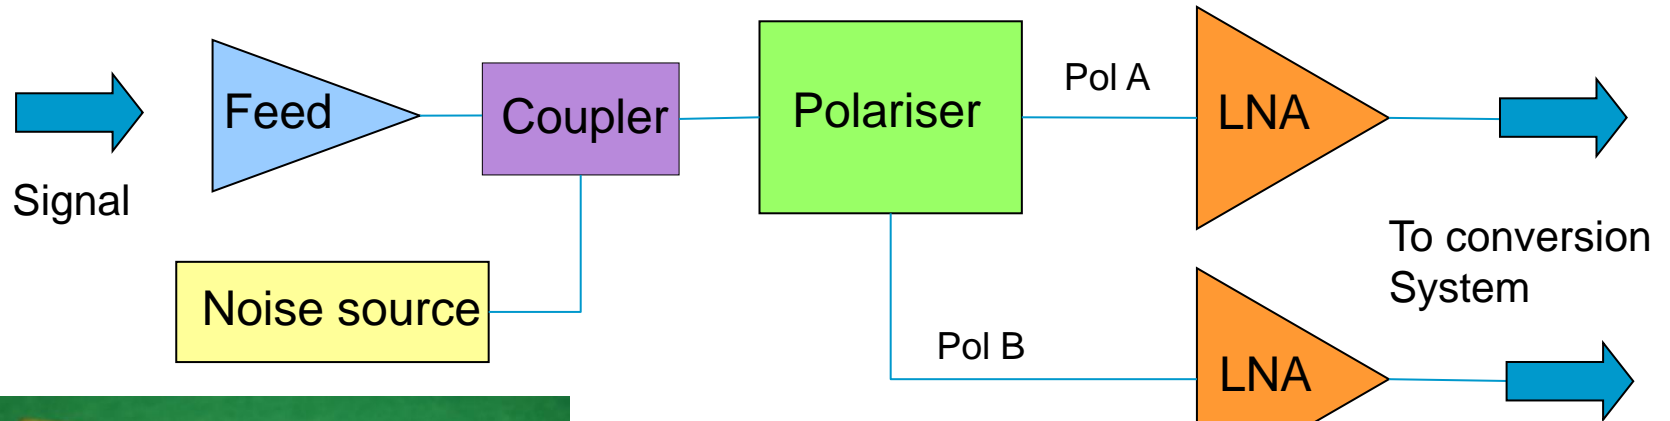 Signal
Feed
Coupler
Noise source
Polariser
Pol A
Pol B
LNA
LNA
To conversion
System